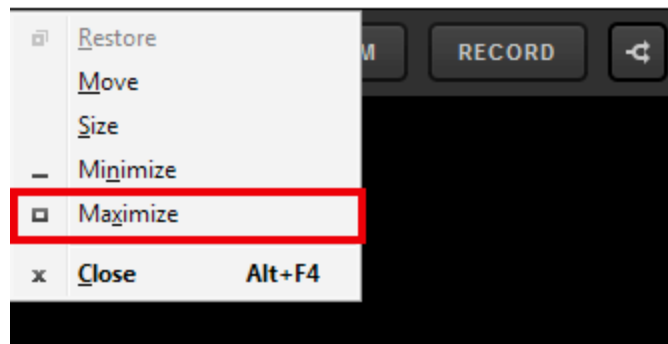 Restore
M
RECORD
Move
Size
Minimize
Maximize
Close Alt+F4